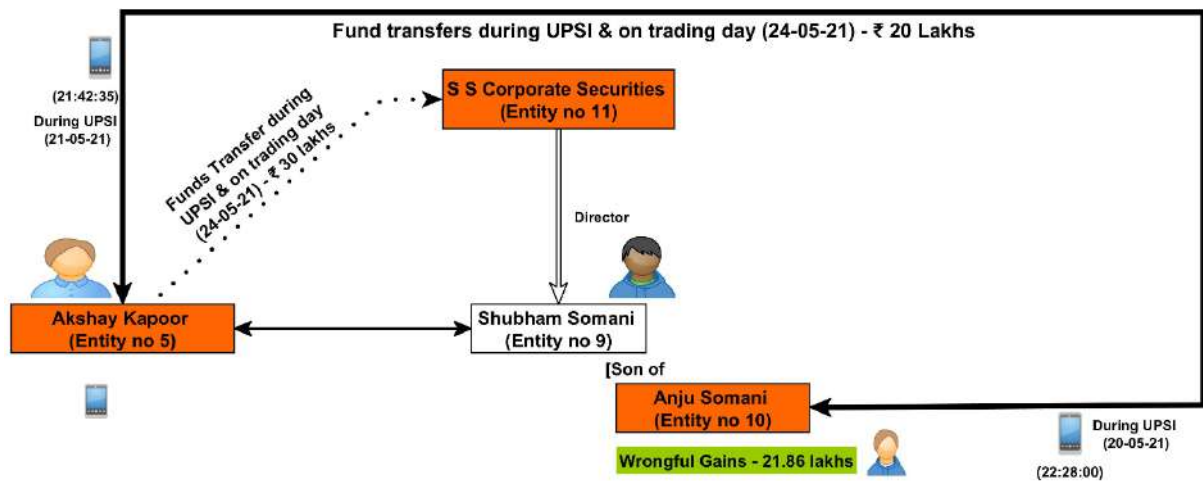 Fund transfers during UPSI & on trading day (24-05-21) - ₹ 20 Lakhs
(21:42:35)
During UPSI
(21-05-21)
S S Corporate Securities
(Entity no 11)
Funds Transfer during
UPSI & on trading day
(24-05-21) - ₹ 30 lakhs
Director
Akshay Kapoor
(Entity no 5)
Shubham Somani
(Entity no 9)
[Son of
Anju Somani
(Entity no 10)
During UPSI
(20-05-21)
Wrongful Gains - 21.86 lakhs
(22:28:00)